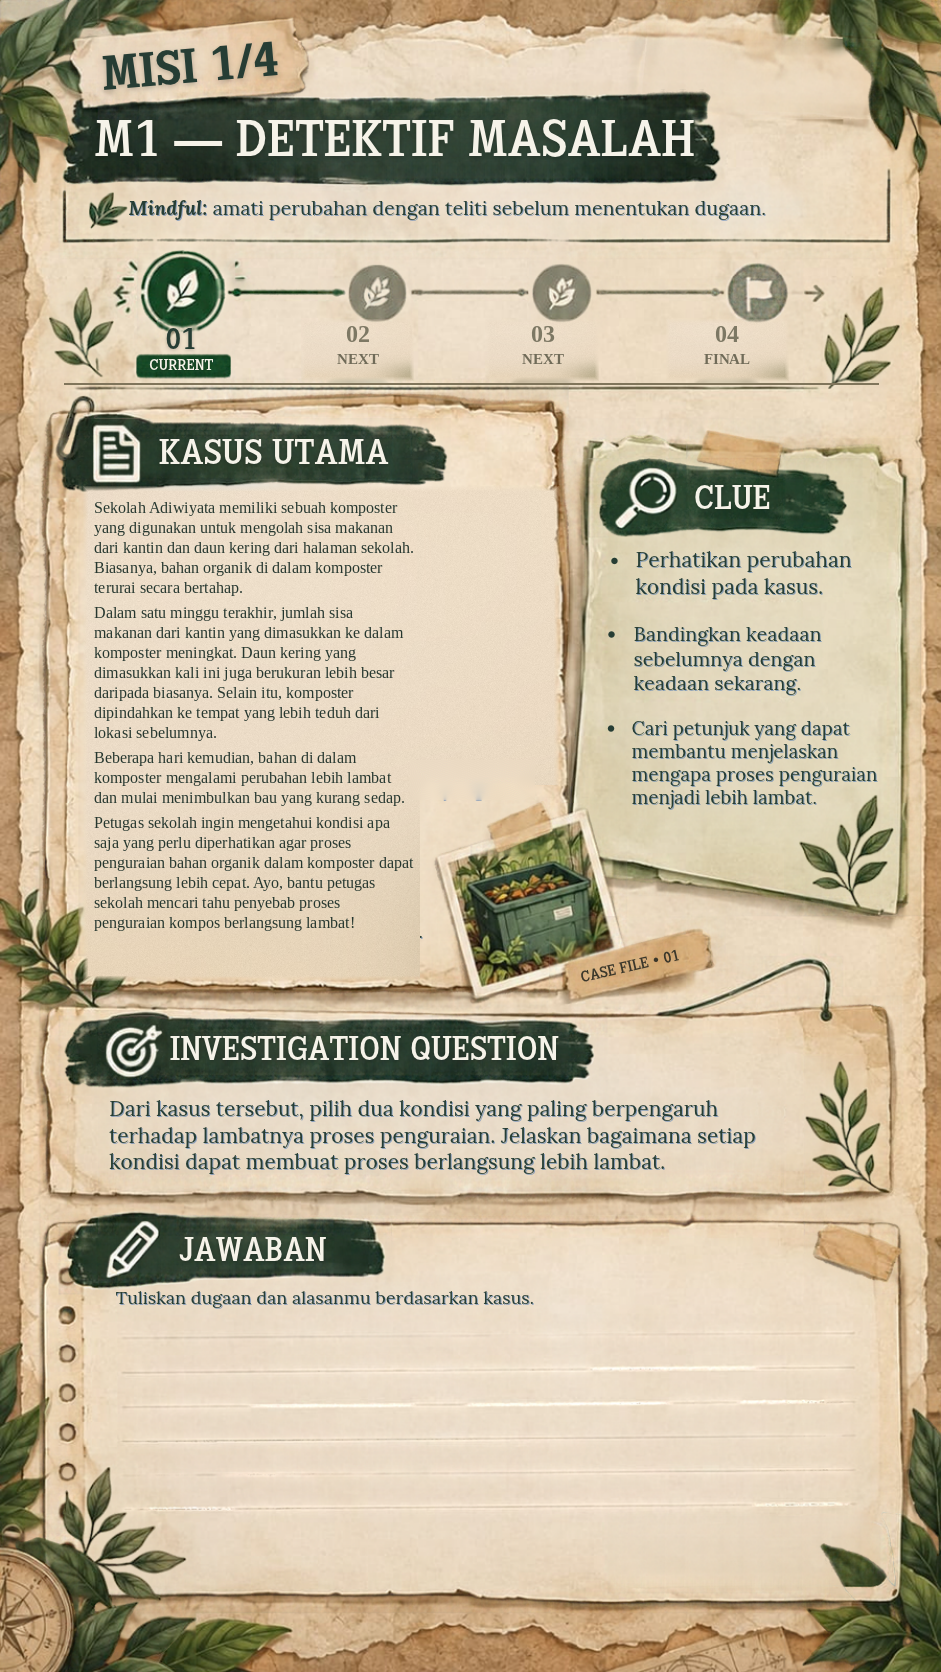 MISI 1/4
M1 — DETEKTIF MASALAH
Mindful: amati perubahan dengan teliti sebelum menentukan dugaan.
01
CURRENT
02
NEXT
03
NEXT
04
FINAL
KASUS UTAMA
Sekolah Adiwiyata memiliki sebuah komposter
yang digunakan untuk mengolah sisa makanan
dari kantin dan daun kering dari halaman sekolah.
Biasanya, bahan organik di dalam komposter
terurai secara bertahap.
Dalam satu minggu terakhir, jumlah sisa
makanan dari kantin yang dimasukkan ke dalam
komposter meningkat. Daun kering yang
dimasukkan kali ini juga berukuran lebih besar
daripada biasanya. Selain itu, komposter
dipindahkan ke tempat yang lebih teduh dari
lokasi sebelumnya.
Beberapa hari kemudian, bahan di dalam
komposter mengalami perubahan lebih lambat
dan mulai menimbulkan bau yang kurang sedap.
Petugas sekolah ingin mengetahui kondisi apa
saja yang perlu diperhatikan agar proses
penguraian bahan organik dalam komposter dapat
berlangsung lebih cepat. Ayo, bantu petugas
sekolah mencari tahu penyebab proses
penguraian kompos berlangsung lambat!
CLUE
• Perhatikan perubahan
kondisi pada kasus.
• Bandingkan keadaan
sebelumnya dengan
keadaan sekarang.
• Cari petunjuk yang dapat
membantu menjelaskan
mengapa proses penguraian
menjadi lebih lambat.
CASE FILE • 01
INVESTIGATION QUESTION
Dari kasus tersebut, pilih dua kondisi yang paling berpengaruh
terhadap lambatnya proses penguraian. Jelaskan bagaimana setiap
kondisi dapat membuat proses berlangsung lebih lambat.
JAWABAN
Tuliskan dugaan dan alasanmu berdasarkan kasus.